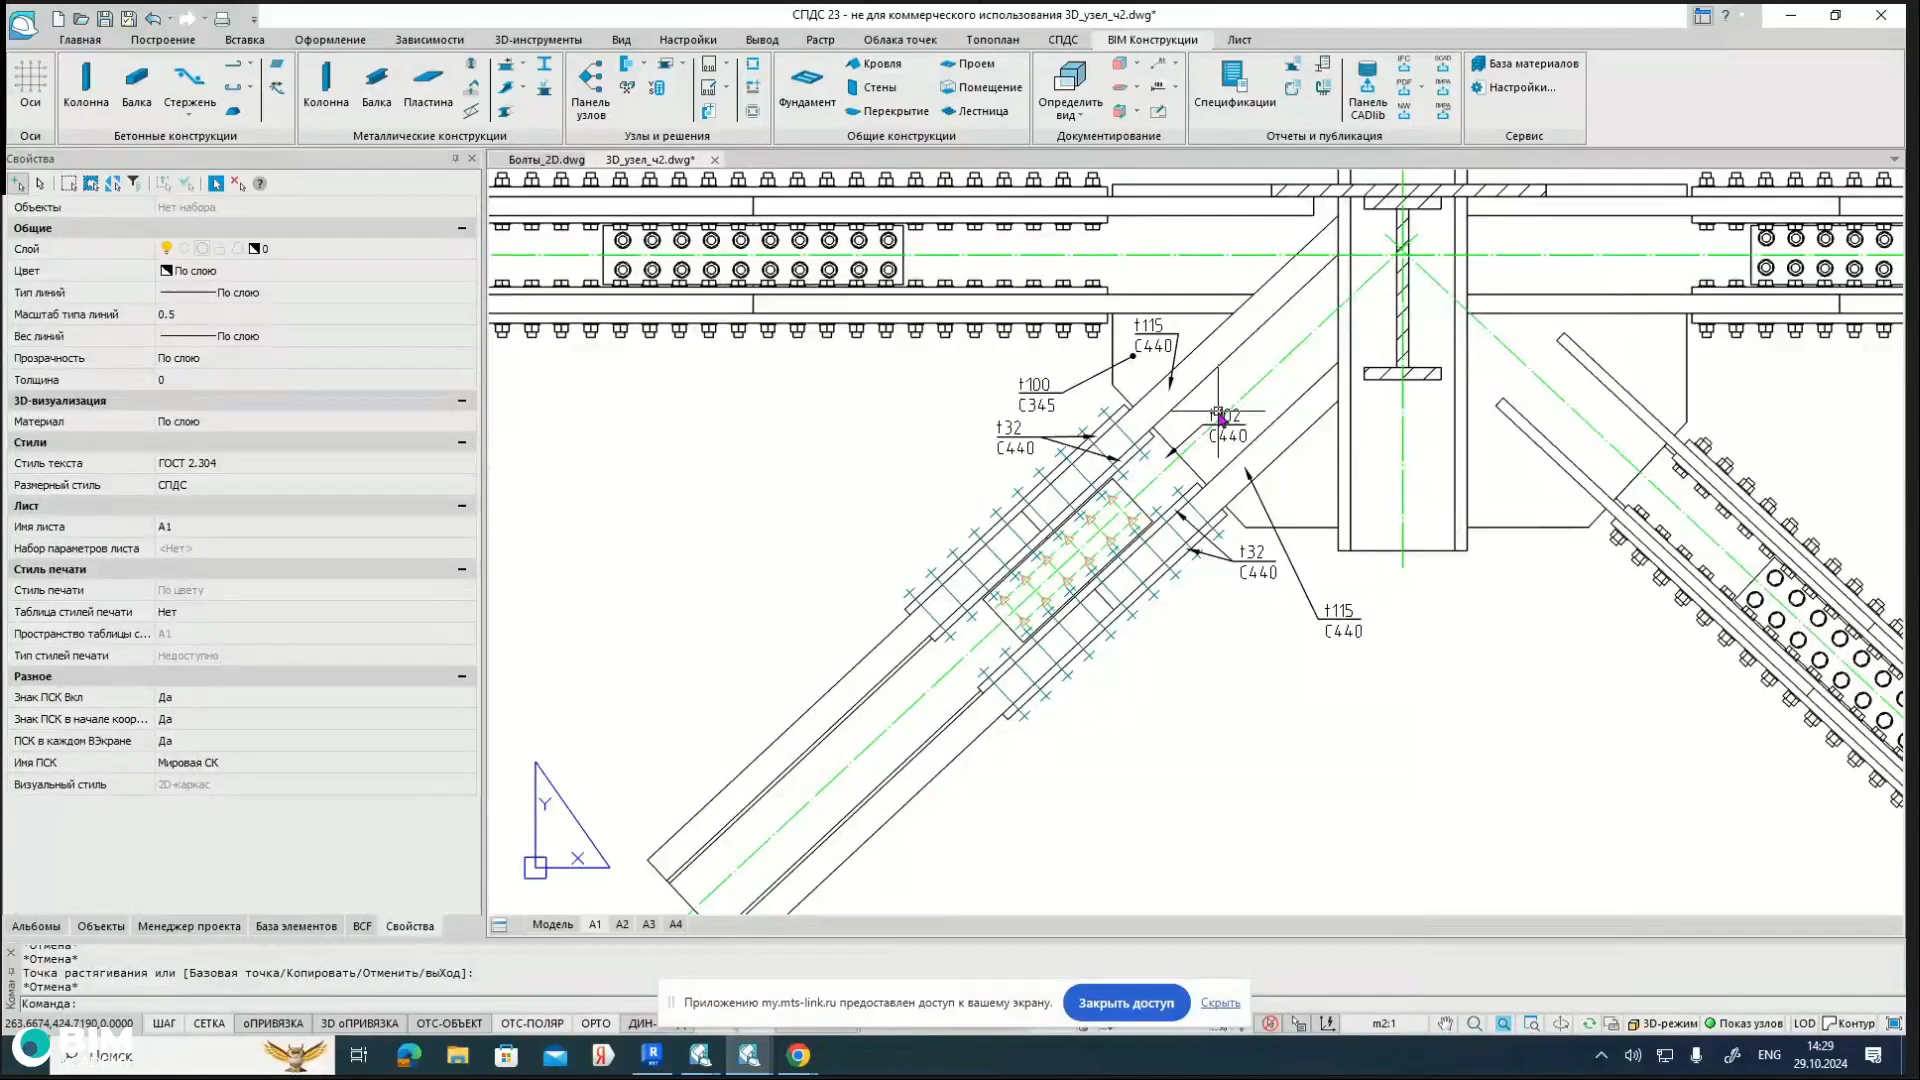 СПДС 23 - не для коммерческого использования 3D_узел_ч2.dwg*
Главная Построение Вставка Оформление Зависимости 3D-инструменты Вид Настройки Вывод Растр Облака точек Топоплан СПДС BIM Конструкции Лист
Оси
Оси
Колонна Балка Стержень
Бетонные конструкции
Колонна Балка Пластина
Металлические конструкции
Панель узлов
Узлы и решения
Фундамент
Кровля
Стены
Перекрытие
Проем
Помещение
Лестница
Общие конструкции
Определить вид
Документирование
Спецификации
Панель CADlib
IFC
PDF
NW
SCAD
ЛИРА
ЛИРА
Отчеты и публикация
База материалов
Настройки...
Сервис
Свойства
Болты_2D.dwg 3D_узел_ч2.dwg*
Объекты Нет набора
Общие
Слой 0
Цвет По слою
Тип линий По слою
Масштаб типа линий 0.5
Вес линий По слою
Прозрачность По слою
Толщина 0
3D-визуализация
Материал По слою
Стили
Стиль текста ГОСТ 2.304
Размерный стиль СПДС
Лист
Имя листа A1
Набор параметров листа <Нет>
Стиль печати
Стиль печати По цвету
Таблица стилей печати Нет
Пространство таблицы с... A1
Тип стилей печати Недоступно
Разное
Знак ПСК Вкл Да
Знак ПСК в начале коор... Да
ПСК в каждом ВЭкране Да
Имя ПСК Мировая СК
Визуальный стиль 2D-каркас
t115
C440
t100
C345
t32
C440
C440
t32
C440
t115
C440
Y
X
Альбомы Объекты Менеджер проекта База элементов BCF Свойства
Модель A1 A2 A3 A4
*Отмена*
*Отмена*
Точка растягивания или [Базовая точка/Копировать/Отменить/выХод]:
*Отмена*
Команда:
Приложению my.mts-link.ru предоставлен доступ к вашему экрану. Закрыть доступ Скрыть
263.6674,424.7190,0.0000 ШАГ СЕТКА оПРИВЯЗКА 3D оПРИВЯЗКА ОТС-ОБЪЕКТ ОТС-ПОЛЯР ОРТО m2:1 3D-режим Показ узлов LOD Контур
BIM
Поиск
ENG
14:29
29.10.2024